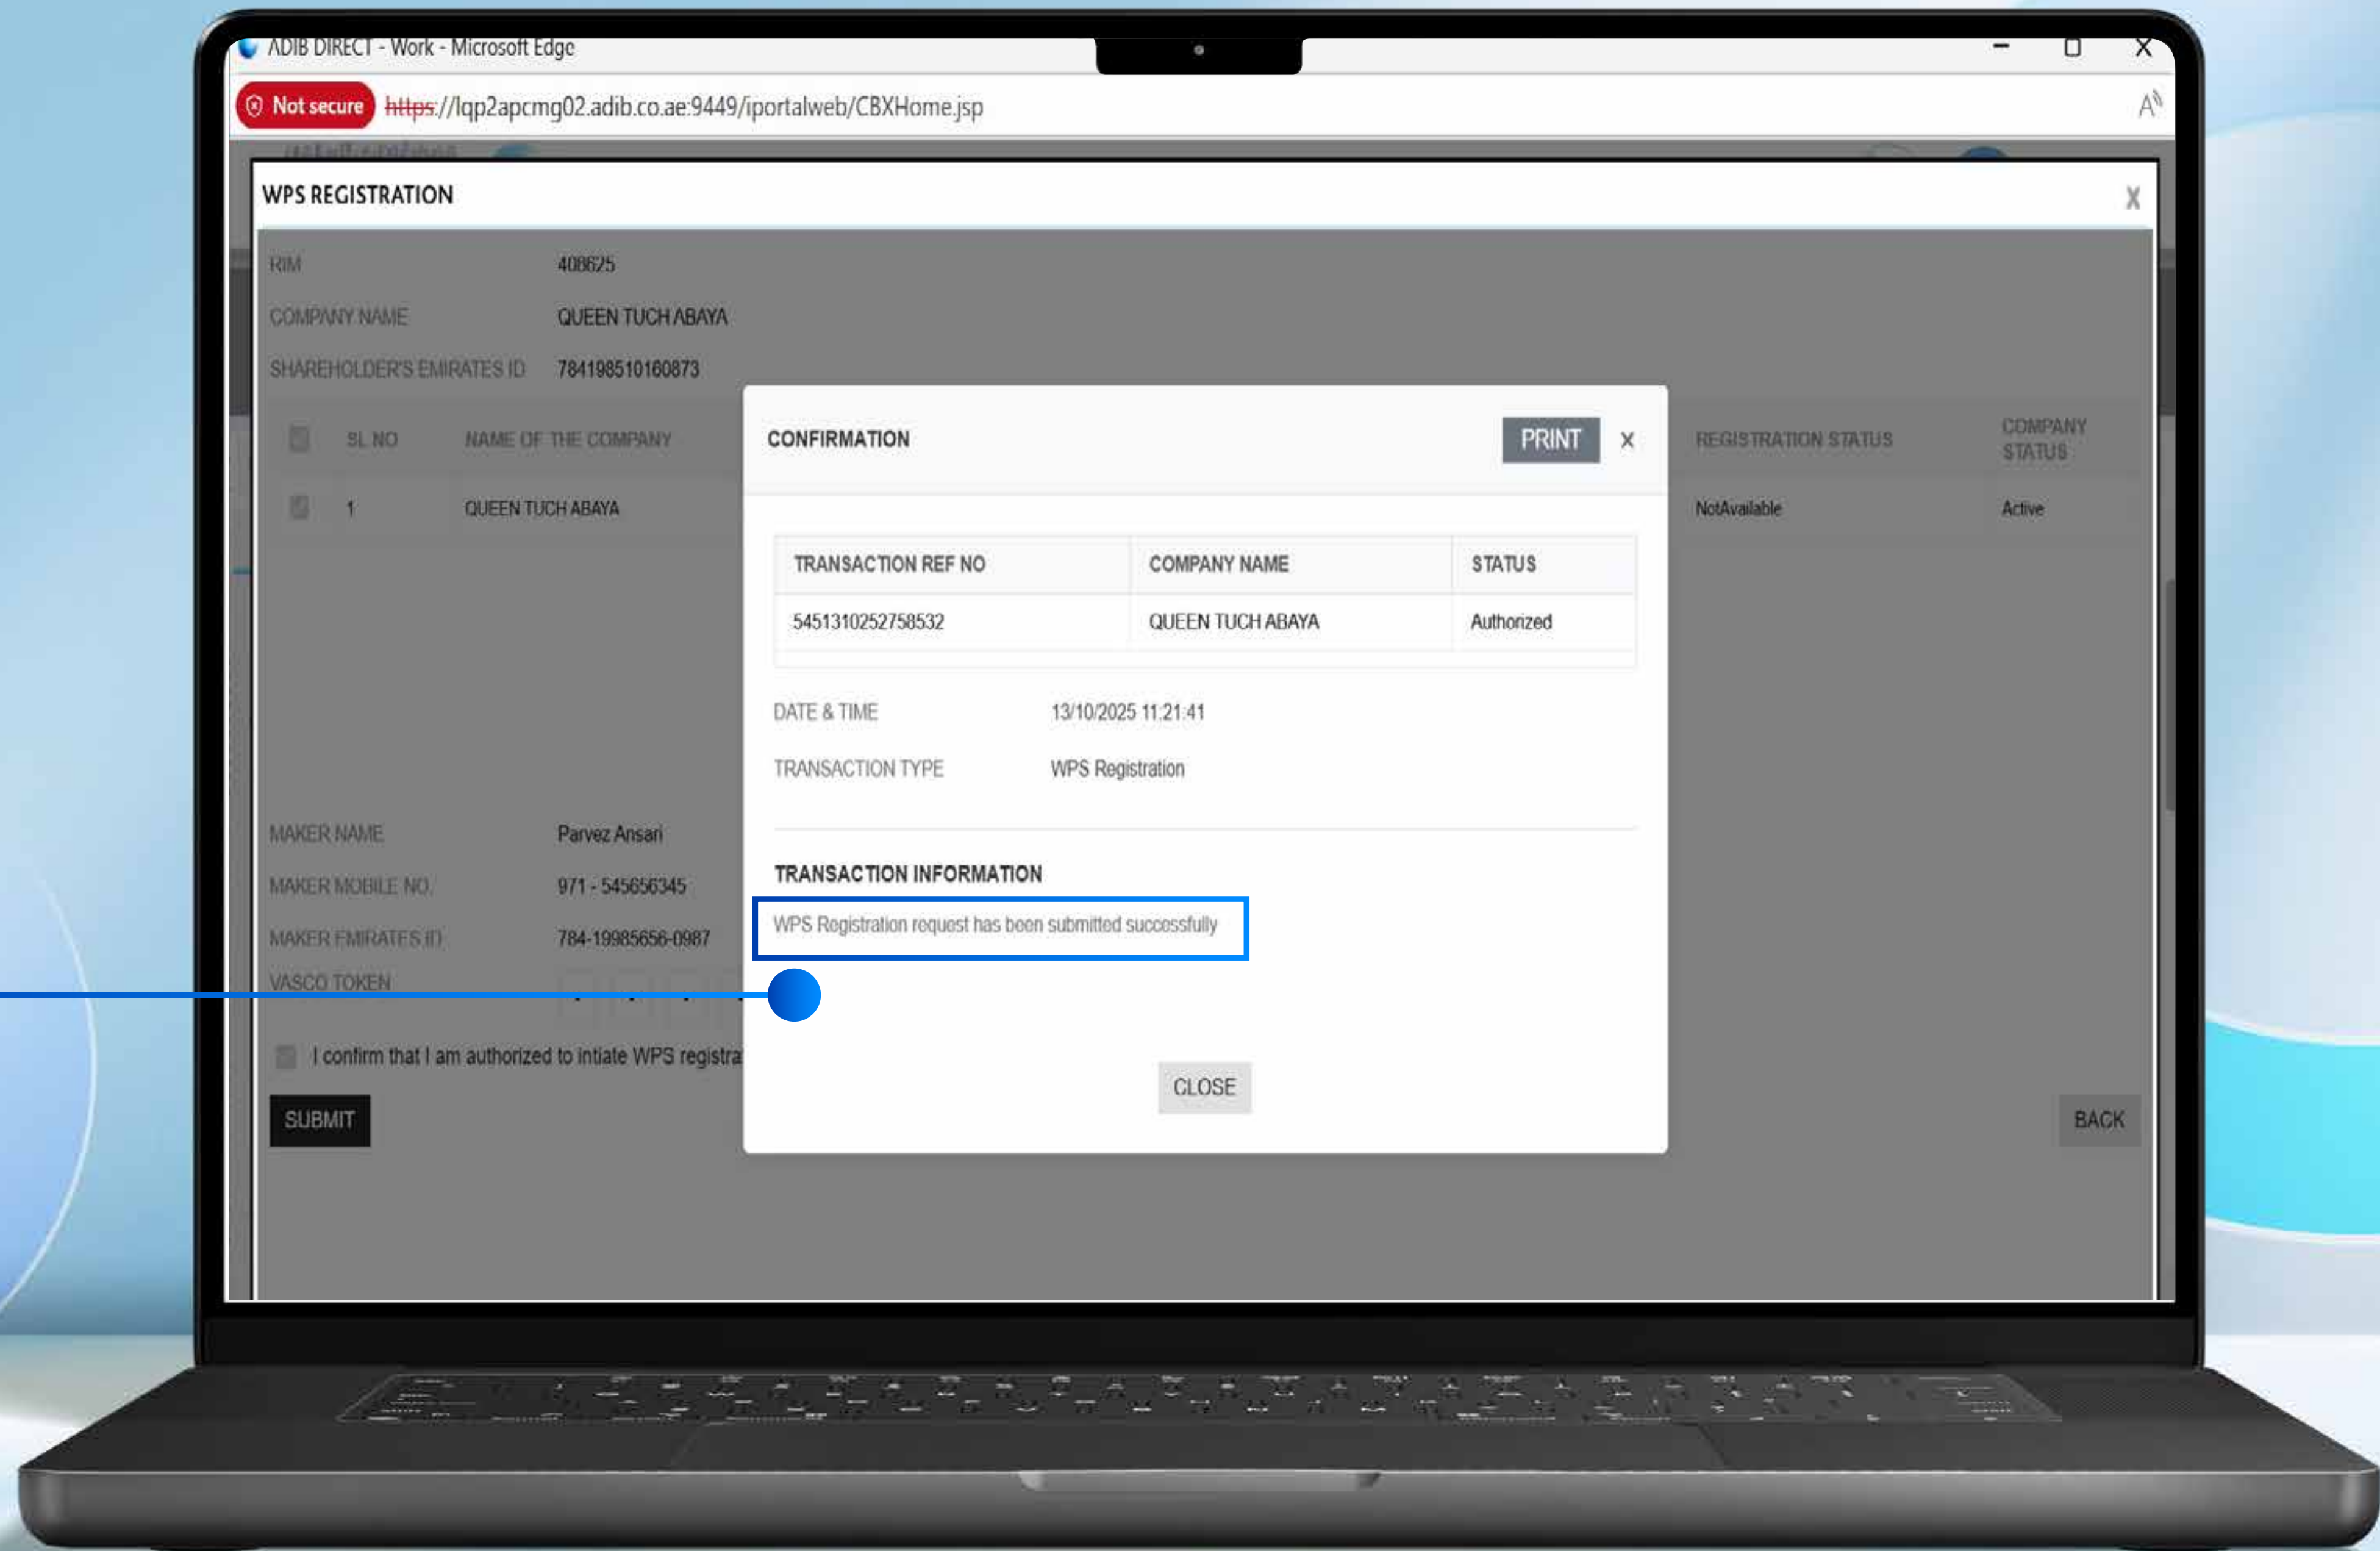 ADIB DIRECT - Work - Microsoft Edge
Not secure https://lqp2apcmg02.adib.co.ae:9449/iportalweb/CBXHome.jsp
WPS REGISTRATION X
RIM 408625
COMPANY NAME QUEEN TUCH ABAYA
SHAREHOLDER'S EMIRATES ID 784198510160873
SL NO NAME OF THE COMPANY REGISTRATION STATUS COMPANY STATUS
1 QUEEN TUCH ABAYA NotAvailable Active
CONFIRMATION PRINT X
TRANSACTION REF NO COMPANY NAME STATUS
5451310252758532 QUEEN TUCH ABAYA Authorized
DATE & TIME 13/10/2025 11:21:41
TRANSACTION TYPE WPS Registration
TRANSACTION INFORMATION
WPS Registration request has been submitted successfully
CLOSE
MAKER NAME Parvez Ansari
MAKER MOBILE NO. 971 - 545656345
MAKER EMIRATES ID 784-19985656-0987
VASCO TOKEN
I confirm that I am authorized to intiate WPS registra
SUBMIT BACK